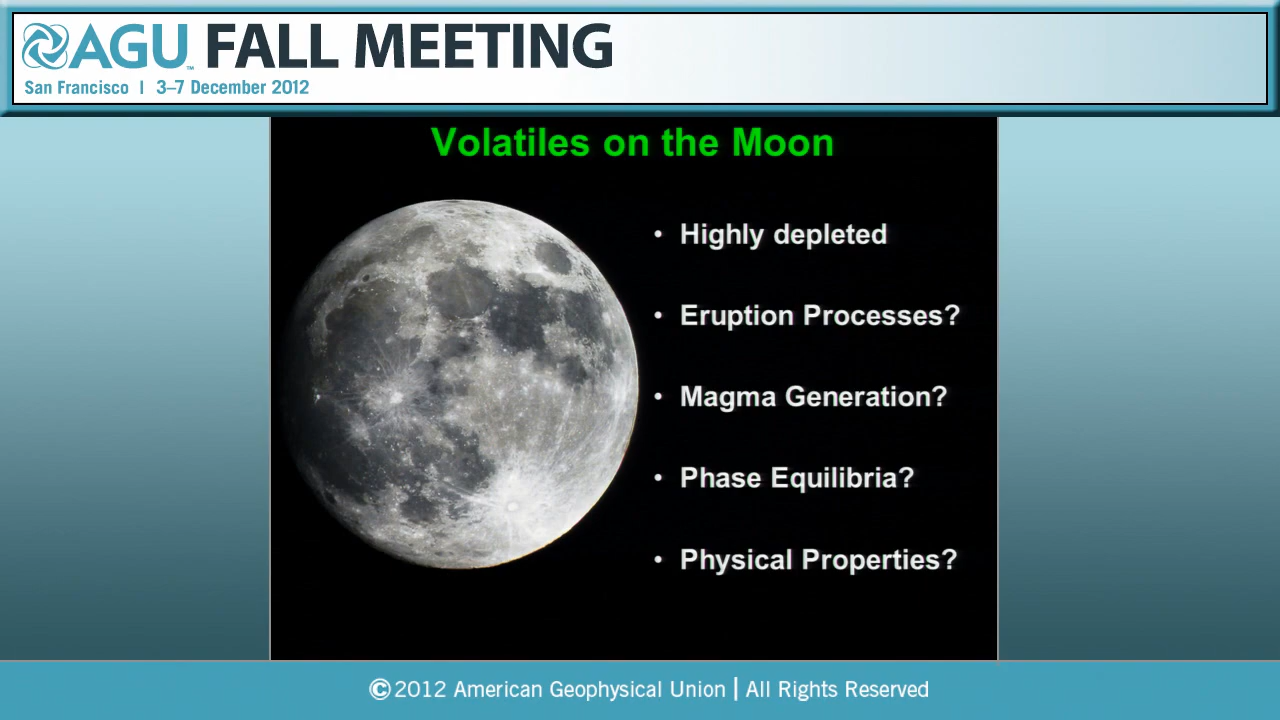 AGU™ FALL MEETING
San Francisco | 3–7 December 2012
Volatiles on the Moon
• Highly depleted
• Eruption Processes?
• Magma Generation?
• Phase Equilibria?
• Physical Properties?
©2012 American Geophysical Union | All Rights Reserved